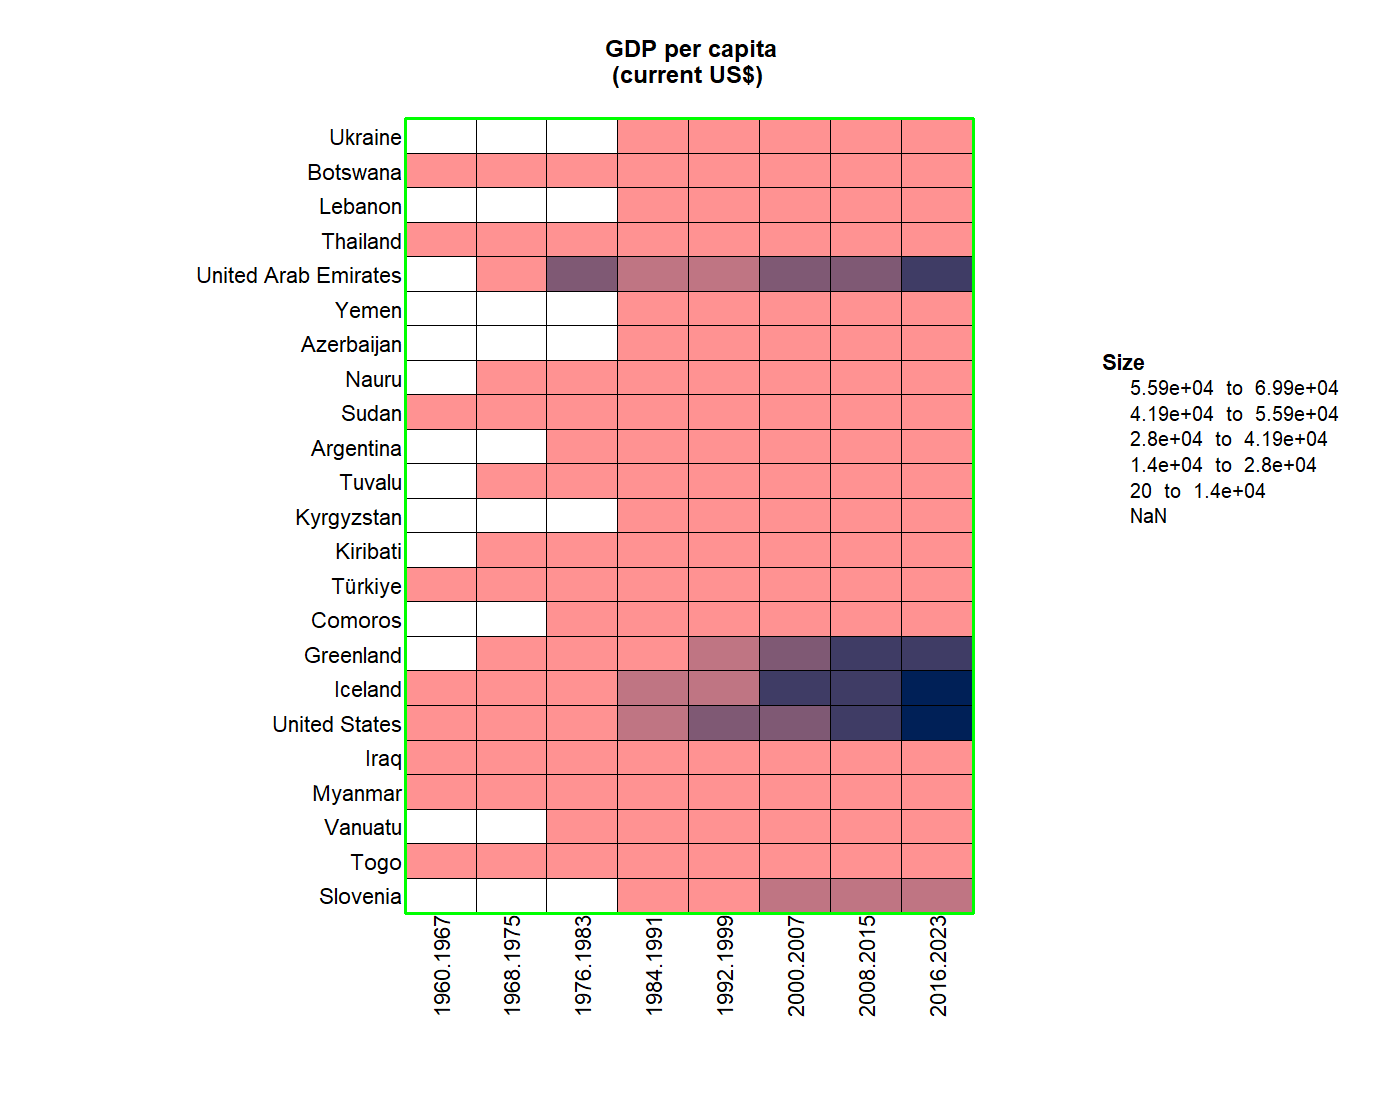 GDP per capita
(current US$)
Ukraine
Botswana
Lebanon
Thailand
United Arab Emirates
Yemen
Azerbaijan
Nauru
Sudan
Argentina
Tuvalu
Kyrgyzstan
Kiribati
Türkiye
Comoros
Greenland
Iceland
United States
Iraq
Myanmar
Vanuatu
Togo
Slovenia
1960.1967
1968.1975
1976.1983
1984.1991
1992.1999
2000.2007
2008.2015
2016.2023
Size
5.59e+04 to 6.99e+04
4.19e+04 to 5.59e+04
2.8e+04 to 4.19e+04
1.4e+04 to 2.8e+04
20 to 1.4e+04
NaN